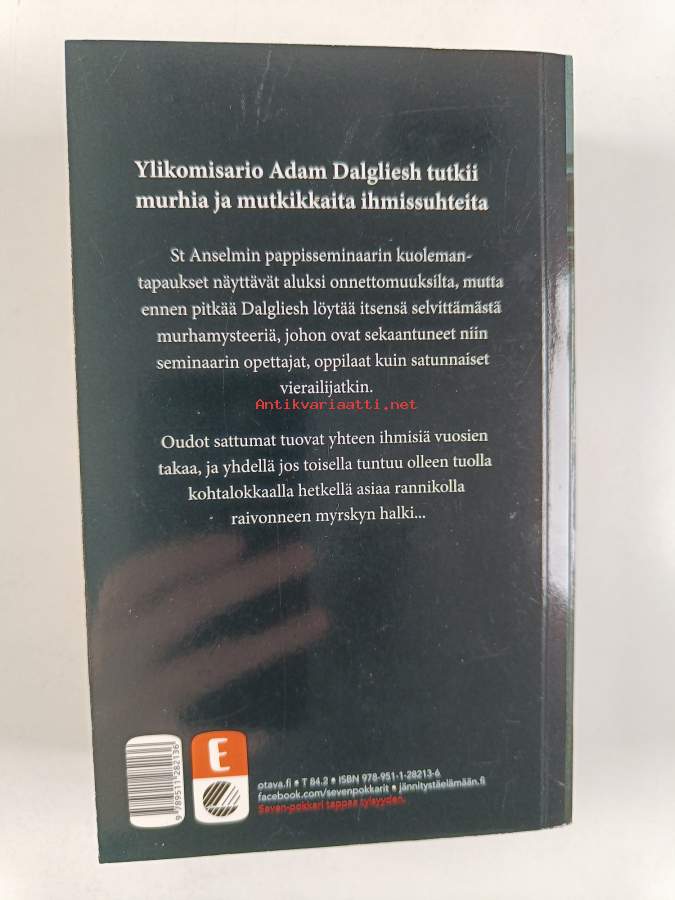 Ylikomisario Adam Dalgliesh tutkii
murhia ja mutkikkaita ihmissuhteita
St Anselmin pappisseminaarin kuoleman-
tapaukset näyttävät aluksi onnettomuuksilta, mutta
ennen pitkää Dalgliesh löytää itsensä selvittämästä
murhamysteeriä, johon ovat sekaantuneet niin
seminaarin opettajat, oppilaat kuin satunnaiset
vierailijatkin.
Antikvariaatti.net
Oudot sattumat tuovat yhteen ihmisiä vuosien
takaa, ja yhdellä jos toisella tuntuu olleen tuolla
kohtalokkaalla hetkellä asiaa rannikolla
raivonneen myrskyn halki...
9789511282136
E
otava.fi • T 84.2 • ISBN 978-951-1-28213-6
facebook.com/sevenpokkarit • jännitystäelämään.fi
Seven-pokkari tappaa tylsyyden.